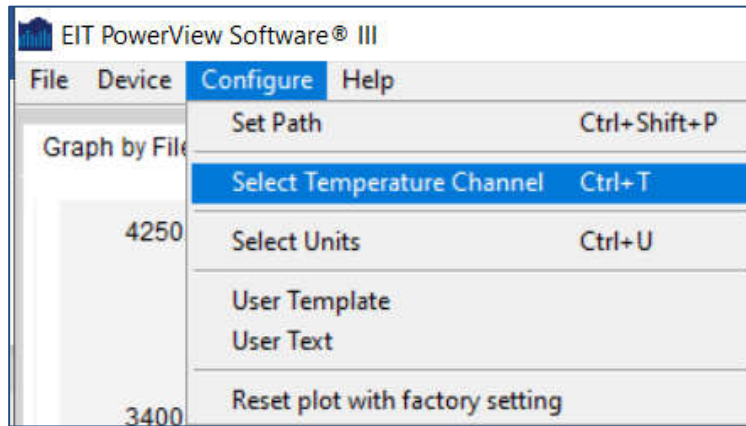 EIT PowerView Software® III
File Device Configure Help
Set Path Ctrl+Shift+P
Graph by File
Select Temperature Channel Ctrl+T
4250
Select Units Ctrl+U
User Template
User Text
Reset plot with factory setting
3400